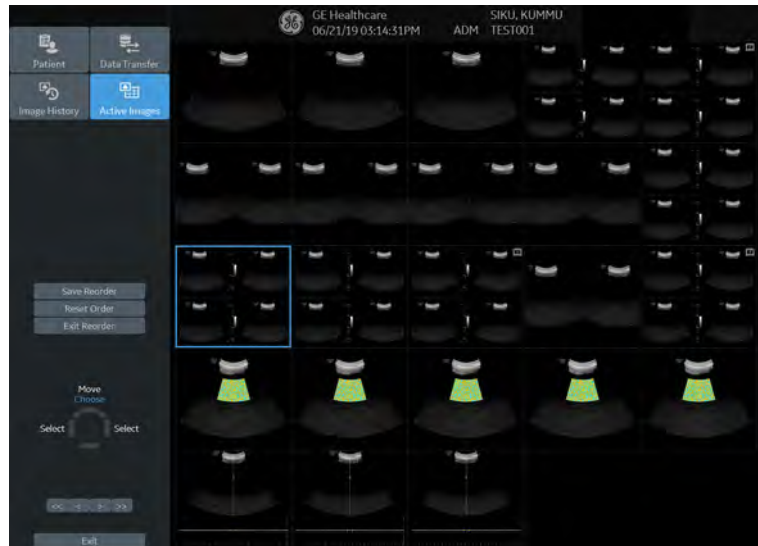 GE Healthcare
06/21/19 03:14:31PM
ADM
SIKU, KUMMU
TEST001
Patient
Data Transfer
Image History
Active Images
Save Reorder
Reset Order
Exit Reorder
Move
Choose
Select
Select
<< < > >>
Exit